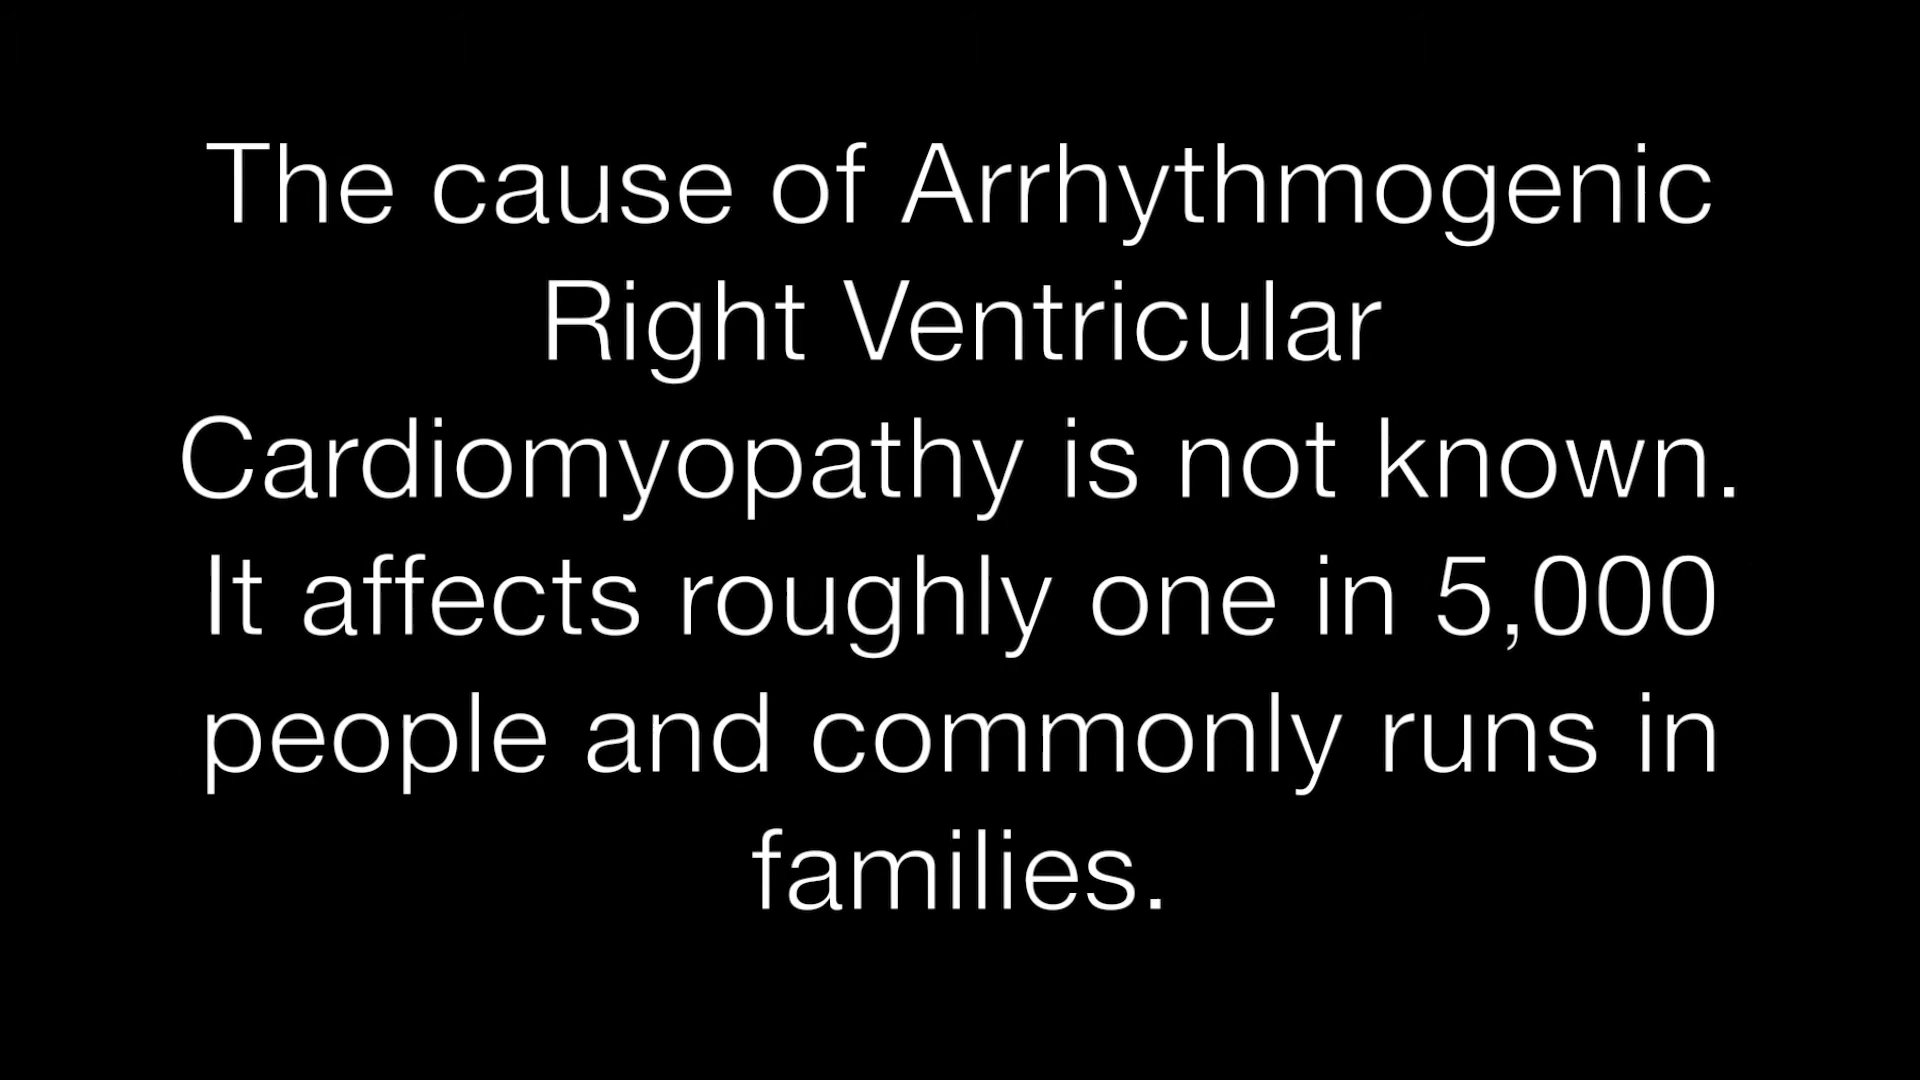 The cause of Arrhythmogenic
Right Ventricular
Cardiomyopathy is not known.
It affects roughly one in 5,000
people and commonly runs in
families.